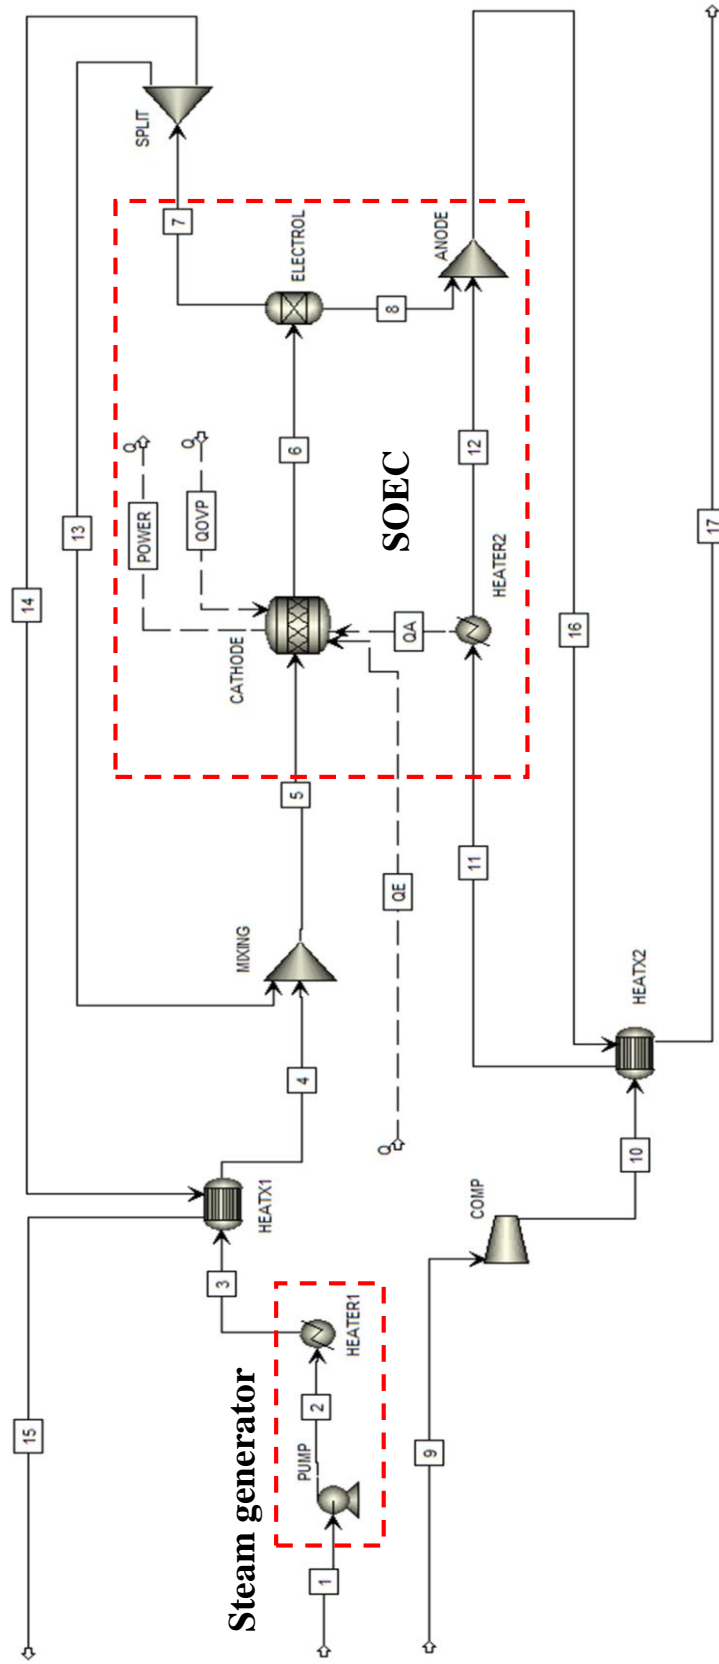 14
13
SPLIT
7
POWER
Q
QOVP
Q
ELECTROL
CATHODE
6
8
ANODE
SOEC
5
MIXING
QA
HEATER2
12
QE
Q
11
4
HEATX1
15
3
Steam generator
HEATER1
2
PUMP
1
16
HEATX2
17
COMP
10
9